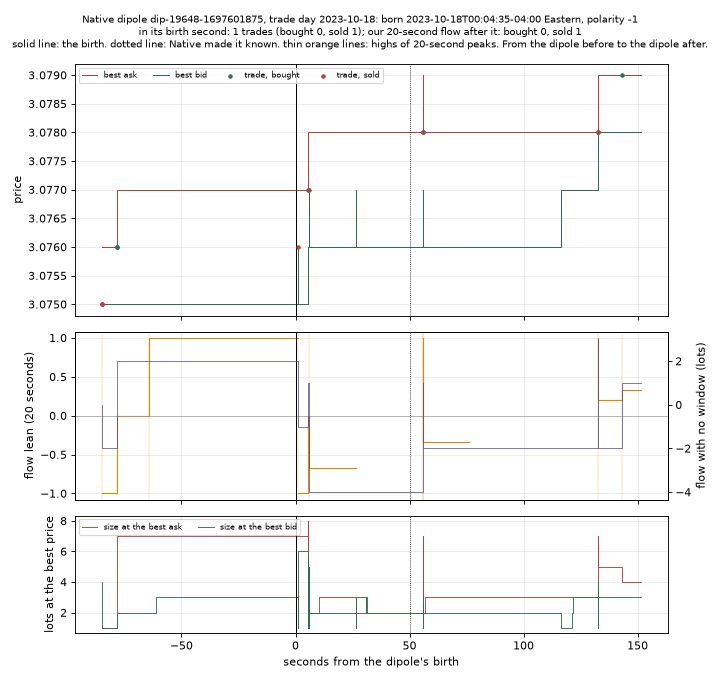 Native dipole dip-19648-1697601875, trade day 2023-10-18: born 2023-10-18T00:04:35-04:00 Eastern, polarity -1
in its birth second: 1 trades (bought 0, sold 1); our 20-second flow after it: bought 0, sold 1
solid line: the birth. dotted line: Native made it known. thin orange lines: highs of 20-second peaks. From the dipole before to the dipole after.
best ask
best bid
trade, bought
trade, sold
3.0790
3.0785
3.0780
3.0775
3.0770
3.0765
3.0760
3.0755
3.0750
price
1.0
0.5
0.0
−0.5
−1.0
flow lean (20 seconds)
2
0
−2
−4
flow with no window (lots)
size at the best ask
size at the best bid
8
6
4
2
lots at the best price
−50
0
50
100
150
seconds from the dipole's birth